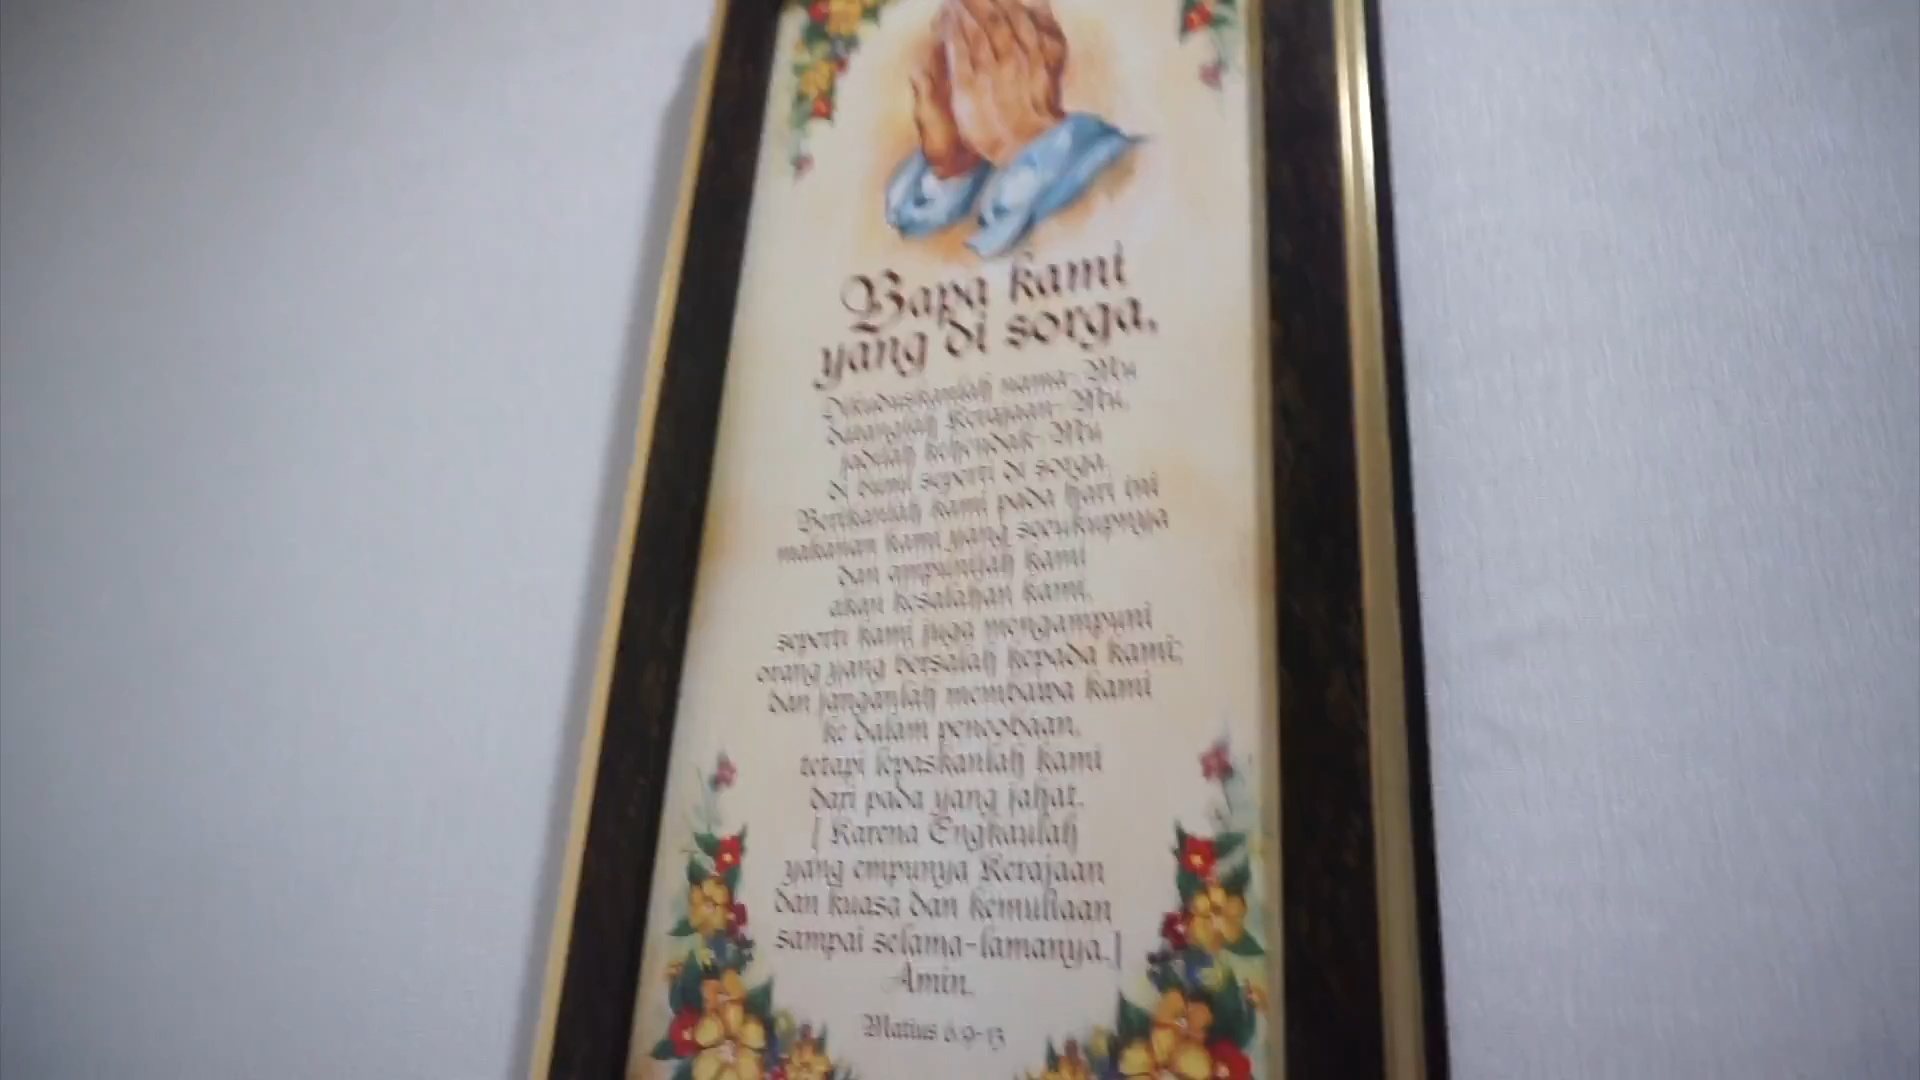 Bapa kami
yang di sorga,
Dikuduskanlah nama-Mu
datanglah Kerajaan-Mu,
jadilah kehendak-Mu
di bumi seperti di sorga.
Berikanlah kami pada hari ini
makanan kami yang secukupnya
dan ampunilah kami
akan kesalahan kami,
seperti kami juga mengampuni
orang yang bersalah kepada kami;
dan janganlah membawa kami
ke dalam pencobaan,
tetapi lepaskanlah kami
dari pada yang jahat.
[ Karena Engkaulah
yang empunya Kerajaan
dan kuasa dan kemuliaan
sampai selama-lamanya.]
Amin.
Matius 6:9-13